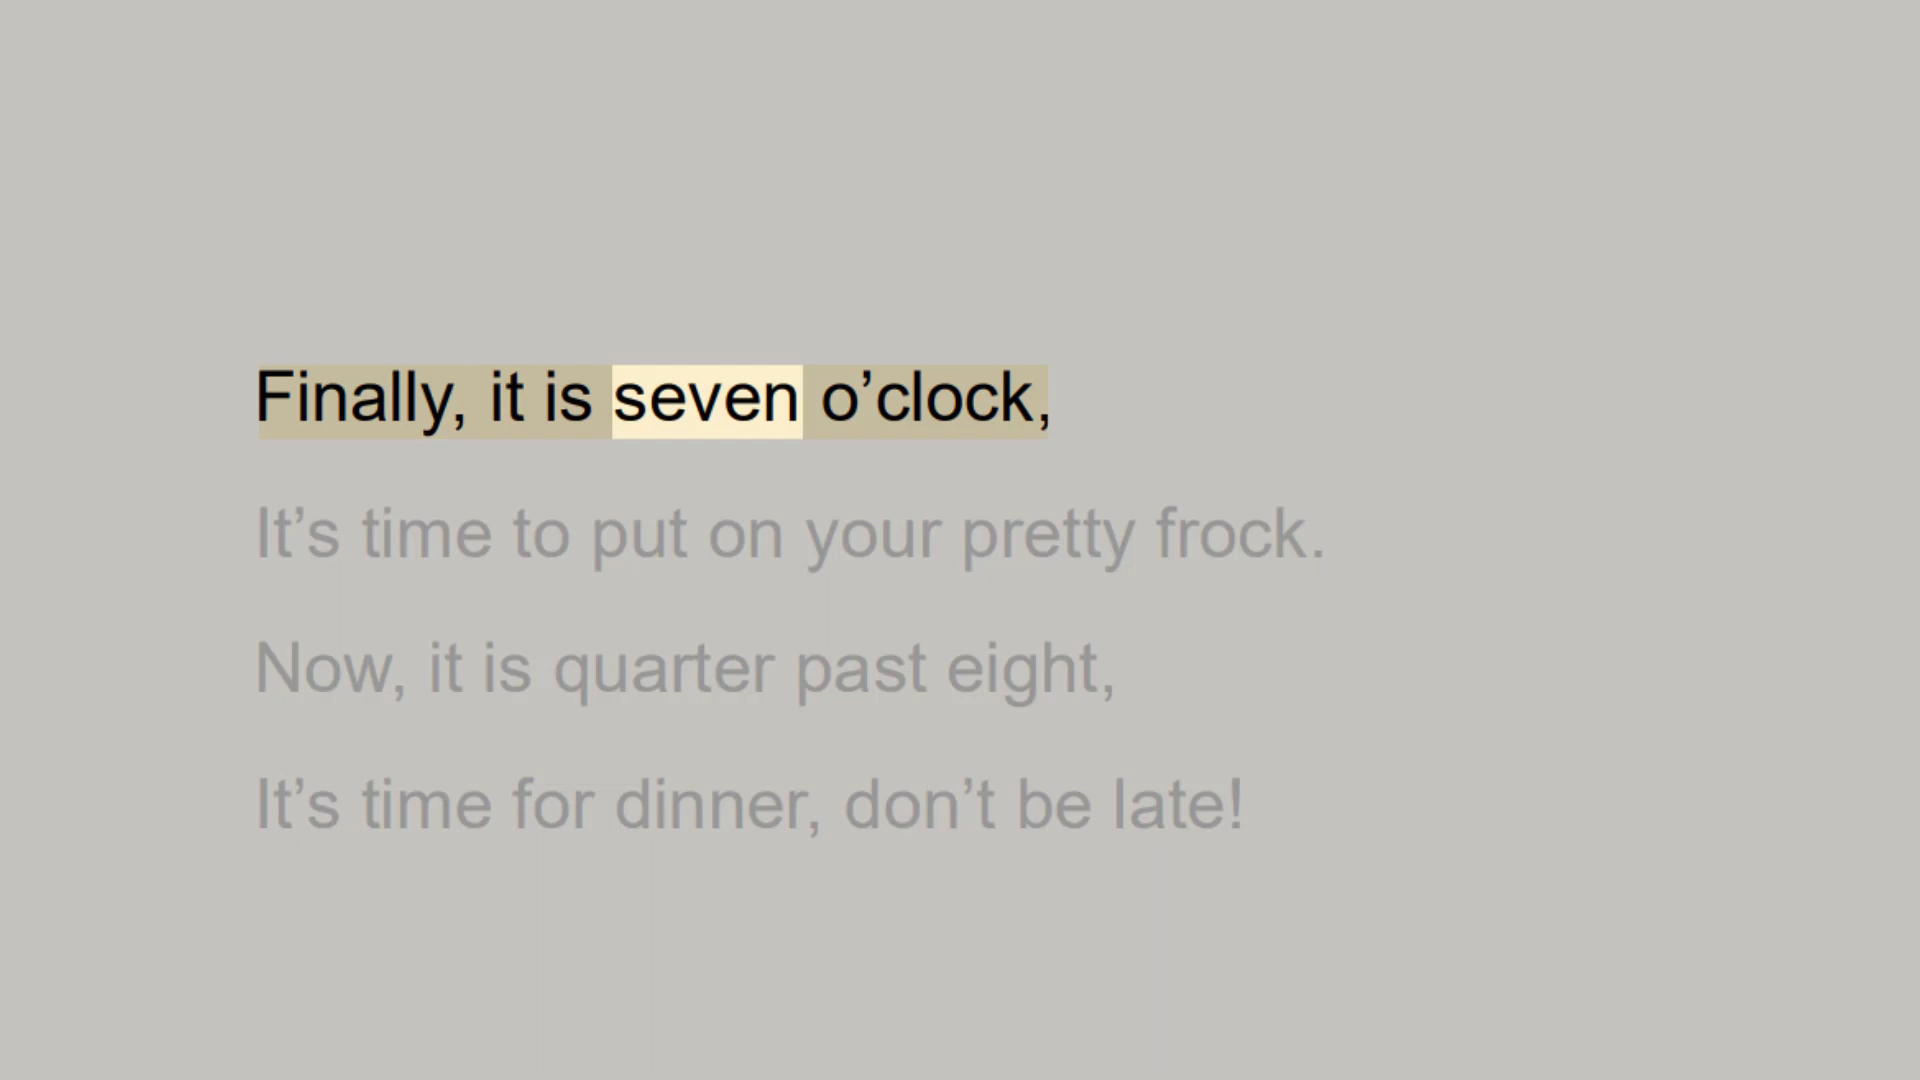 Finally, it is seven o’clock,
It’s time to put on your pretty frock.
Now, it is quarter past eight,
It’s time for dinner, don’t be late!